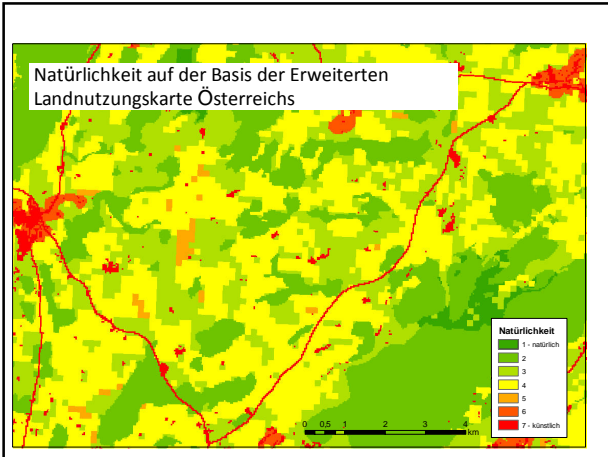 Natürlichkeit auf der Basis der Erweiterten
Landnutzungskarte Österreichs
Natürlichkeit
1 - natürlich
2
3
4
5
6
7 - künstlich
0 0,5 1 2 3 4
km